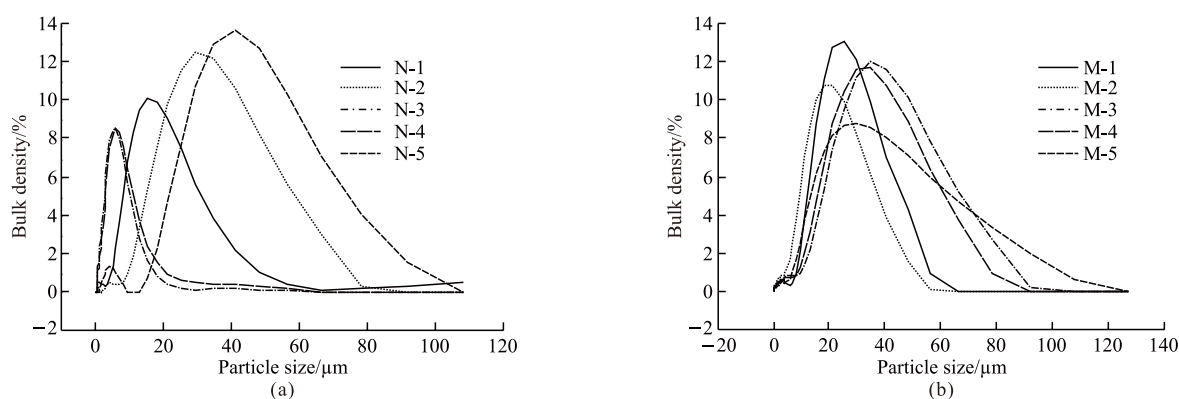 14
12
10
8
6
4
2
0
−2
Bulk density/%
N-1
N-2
N-3
N-4
N-5
0 20 40 60 80 100 120
Particle size/μm
(a)
14
12
10
8
6
4
2
0
−2
Bulk density/%
M-1
M-2
M-3
M-4
M-5
−20 0 20 40 60 80 100 120 140
Particle size/μm
(b)